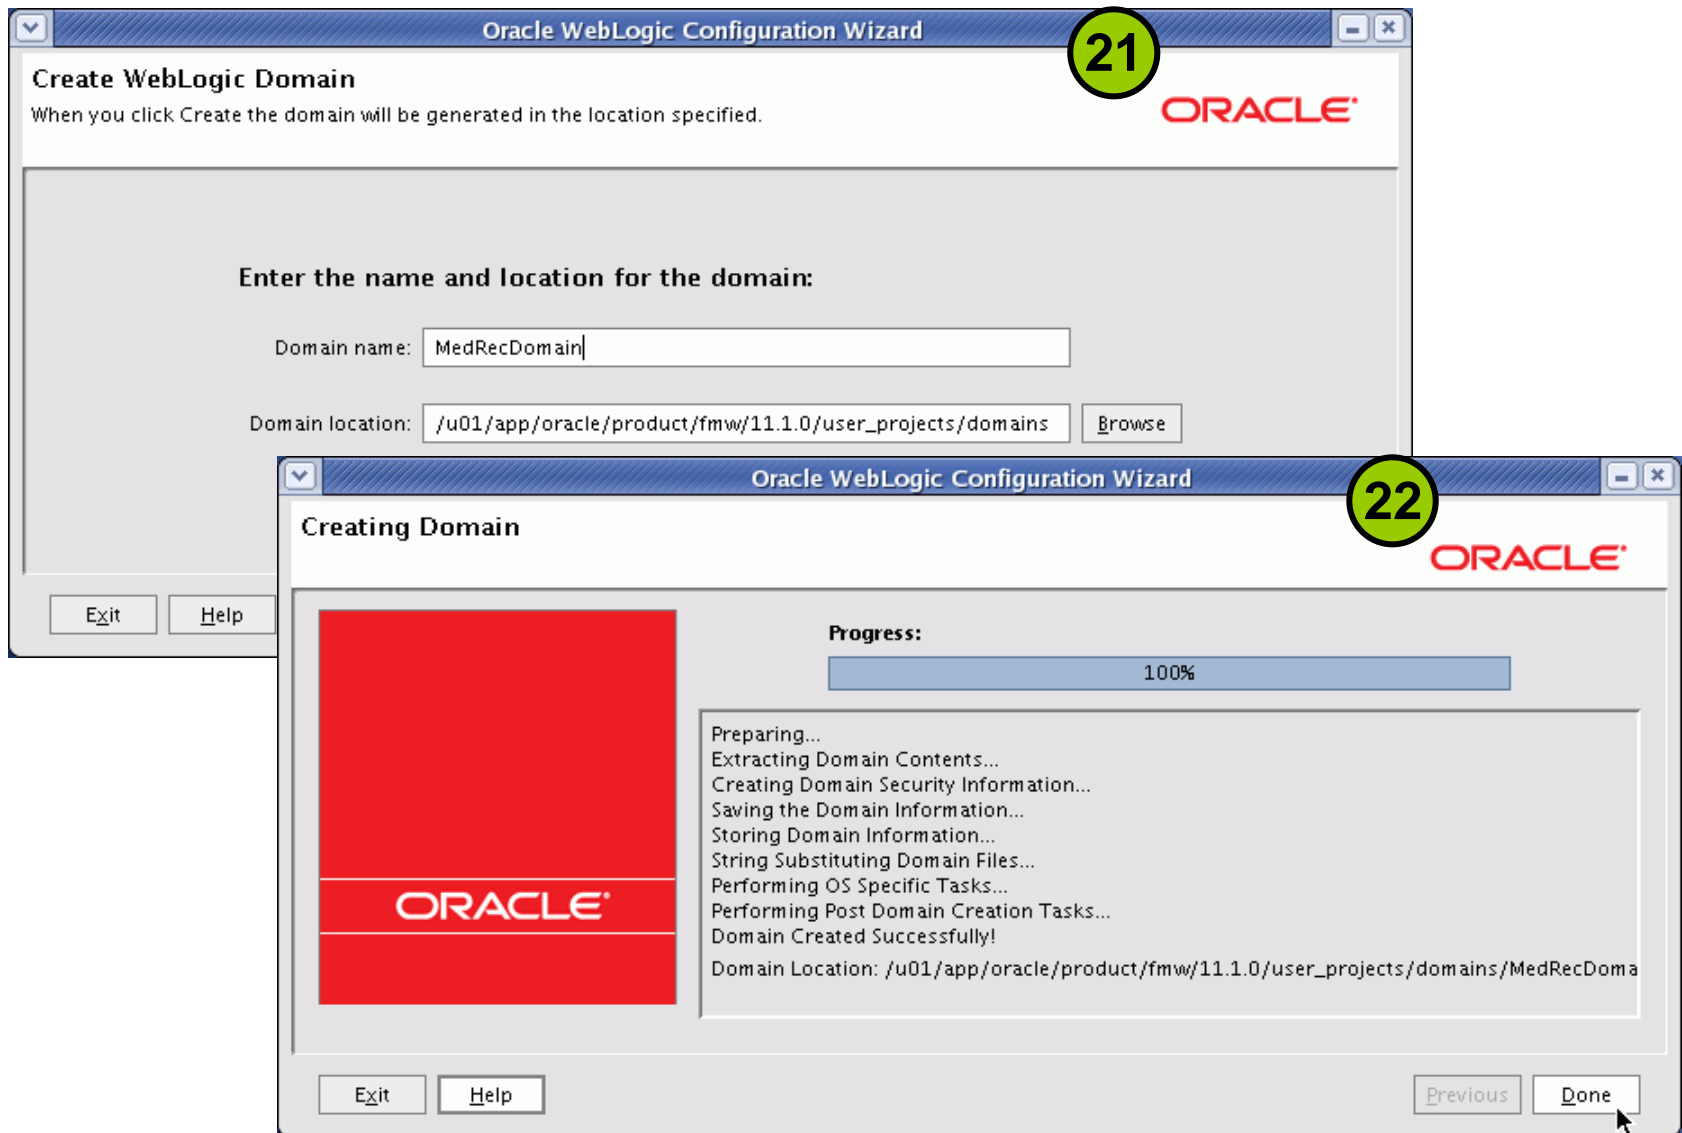 Oracle WebLogic Configuration Wizard
21
Create WebLogic Domain
When you click Create the domain will be generated in the location specified.
ORACLE
Enter the name and location for the domain:
Domain name: MedRecDomain
Domain location: /u01/app/oracle/product/fmw/11.1.0/user_projects/domains Browse
Exit Help
Oracle WebLogic Configuration Wizard
22
Creating Domain
ORACLE
Progress:
100%
Preparing...
Extracting Domain Contents...
Creating Domain Security Information...
Saving the Domain Information...
Storing Domain Information...
String Substituting Domain Files...
Performing OS Specific Tasks...
Performing Post Domain Creation Tasks...
Domain Created Successfully!
Domain Location: /u01/app/oracle/product/fmw/11.1.0/user_projects/domains/MedRecDoma
ORACLE
Exit Help Previous Done